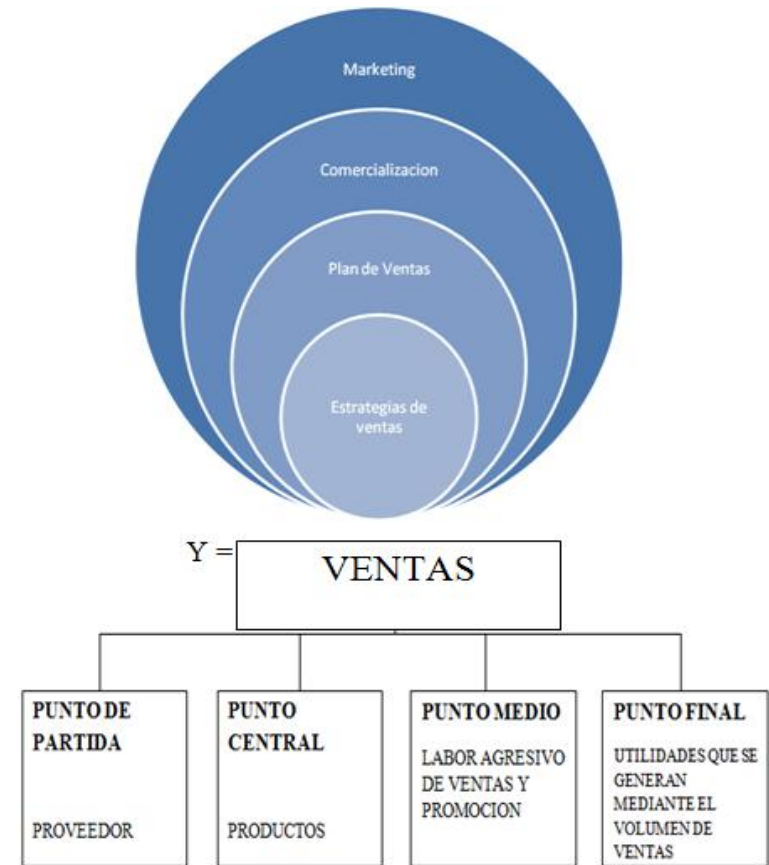 Marketing
Comercializacion
Plan de Ventas
Estrategias de
ventas
Y =
VENTAS
PUNTO DE
PARTIDA
PROVEEDOR
PUNTO
CENTRAL
PRODUCTOS
PUNTO MEDIO
LABOR AGRESIVO
DE VENTAS Y
PROMOCION
PUNTO FINAL
UTILIDADES QUE SE
GENERAN
MEDIANTE EL
VOLUMEN DE
VENTAS